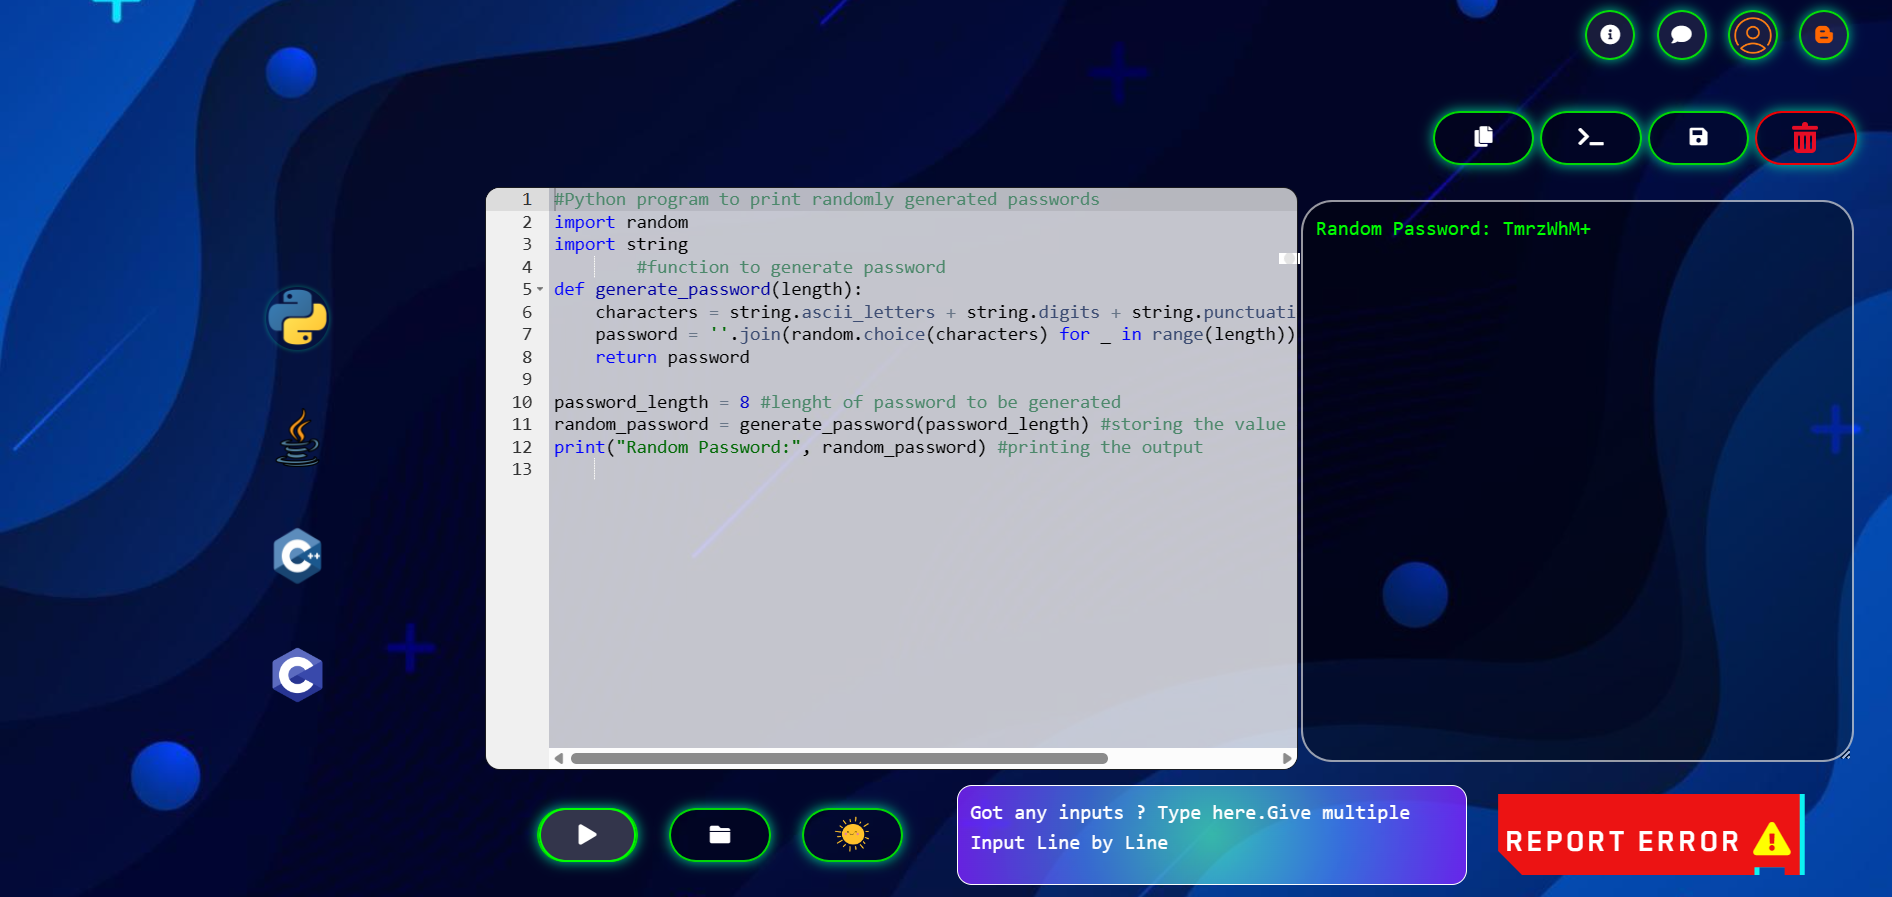 1 #Python program to print randomly generated passwords
2 import random
3 import string
4         #function to generate password
5 def generate_password(length):
6     characters = string.ascii_letters + string.digits + string.punctuati
7     password = ''.join(random.choice(characters) for _ in range(length))
8     return password
9
10 password_length = 8 #lenght of password to be generated
11 random_password = generate_password(password_length) #storing the value
12 print("Random Password:", random_password) #printing the output
13
Random Password: TmrzWhM+
Got any inputs ? Type here.Give multiple
Input Line by Line
REPORT ERROR